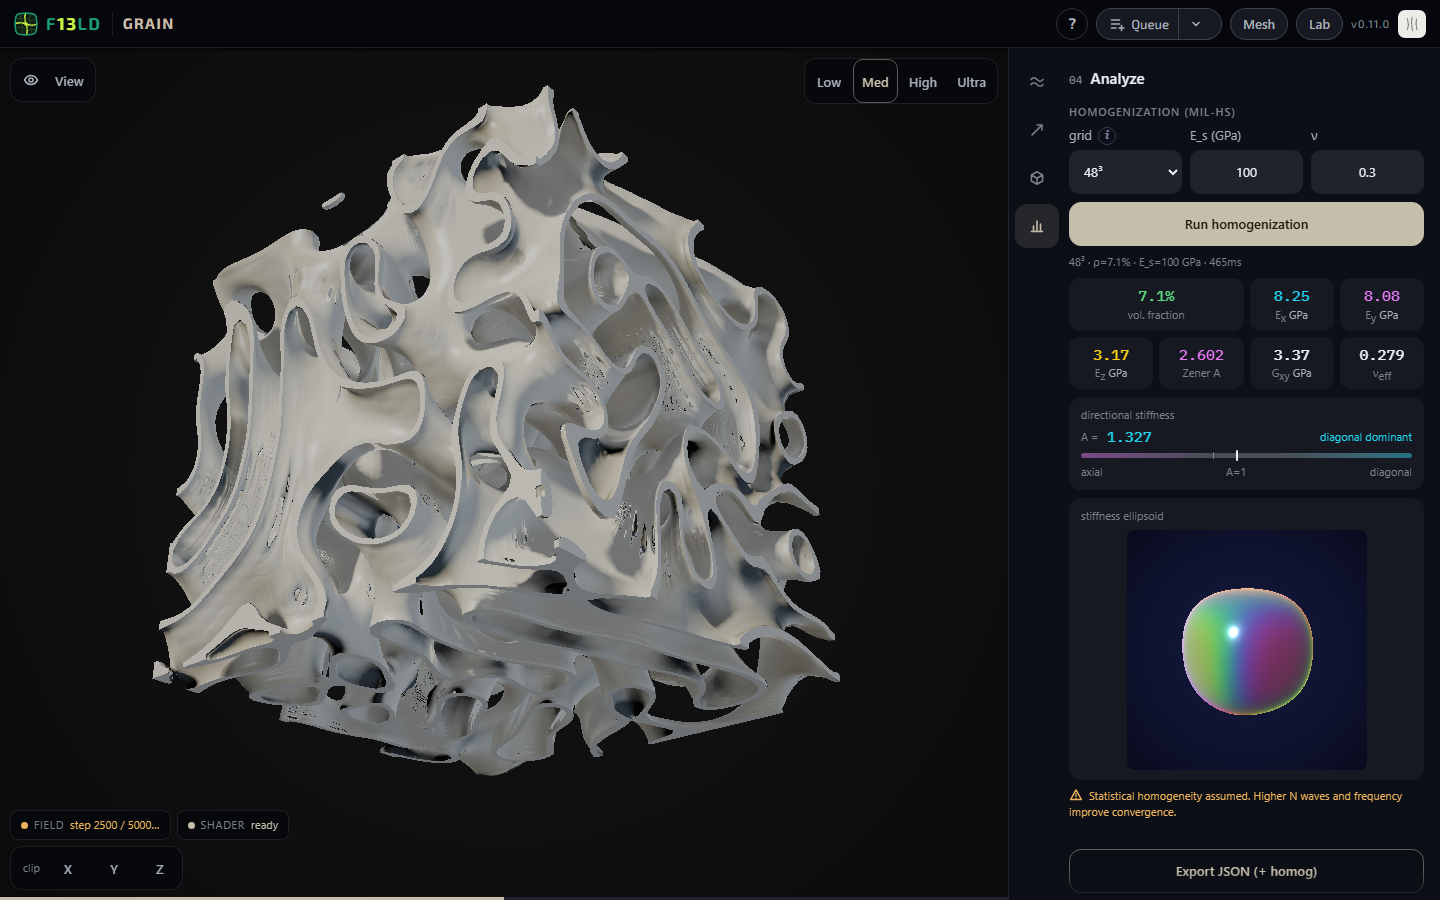 F13LD GRAIN
? Queue Mesh Lab v0.11.0
View
Low Med High Ultra
04 Analyze
HOMOGENIZATION (MIL-HS)
grid i E_s (GPa) ν
48³ 100 0.3
Run homogenization
48³ · ρ=7.1% · E_s=100 GPa · 465ms
7.1% 8.25 8.08
vol. fraction Ex GPa Ey GPa
3.17 2.602 3.37 0.279
Ez GPa Zener A Gxy GPa νeff
directional stiffness
A = 1.327 diagonal dominant
axial A=1 diagonal
stiffness ellipsoid
⚠ Statistical homogeneity assumed. Higher N waves and frequency
improve convergence.
FIELD step 2500 / 5000... SHADER ready
clip X Y Z
Export JSON (+ homog)